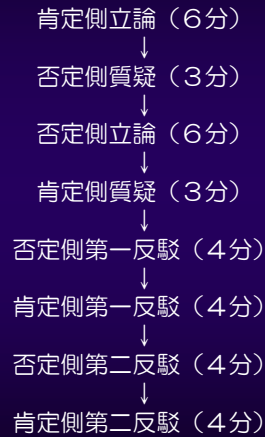 肯定側立論（６分）
↓
否定側質疑（３分）
↓
否定側立論（６分）
↓
肯定側質疑（３分）
↓
否定側第一反駁（４分）
↓
肯定側第一反駁（４分）
↓
否定側第二反駁（４分）
↓
肯定側第二反駁（４分）